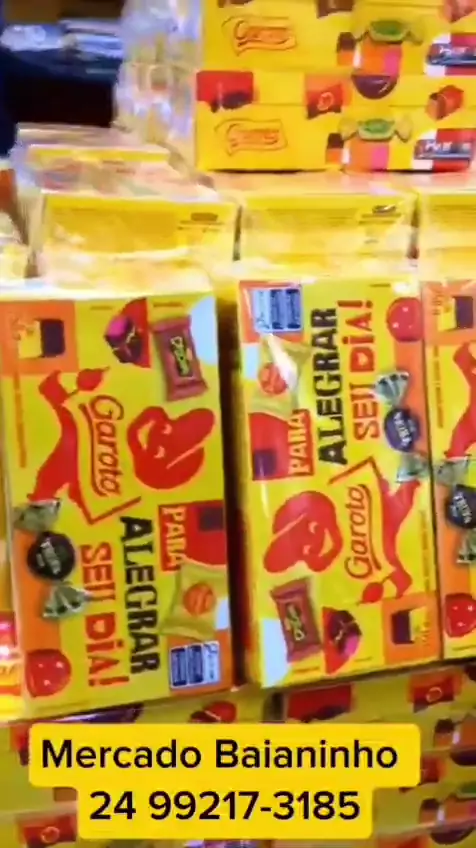 Garoto
Garoto
PARA
ALEGRAR
SEU DIA!
Garoto
PARA
ALEGRAR
SEU DIA!
Garoto
Mercado Baianinho
24 99217-3185